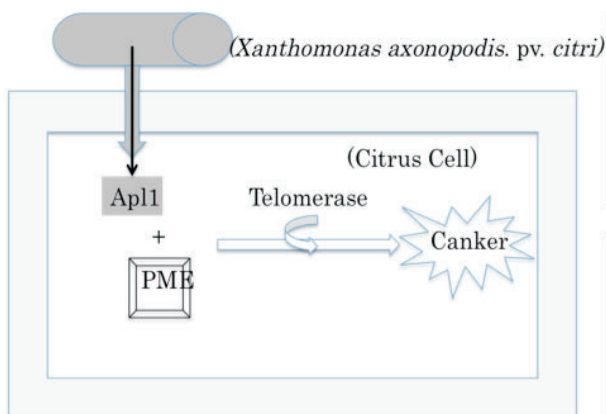 (Xanthomonas axonopodis. pv. citri)
(Citrus Cell)
Apl1
Telomerase
+
Canker
PME